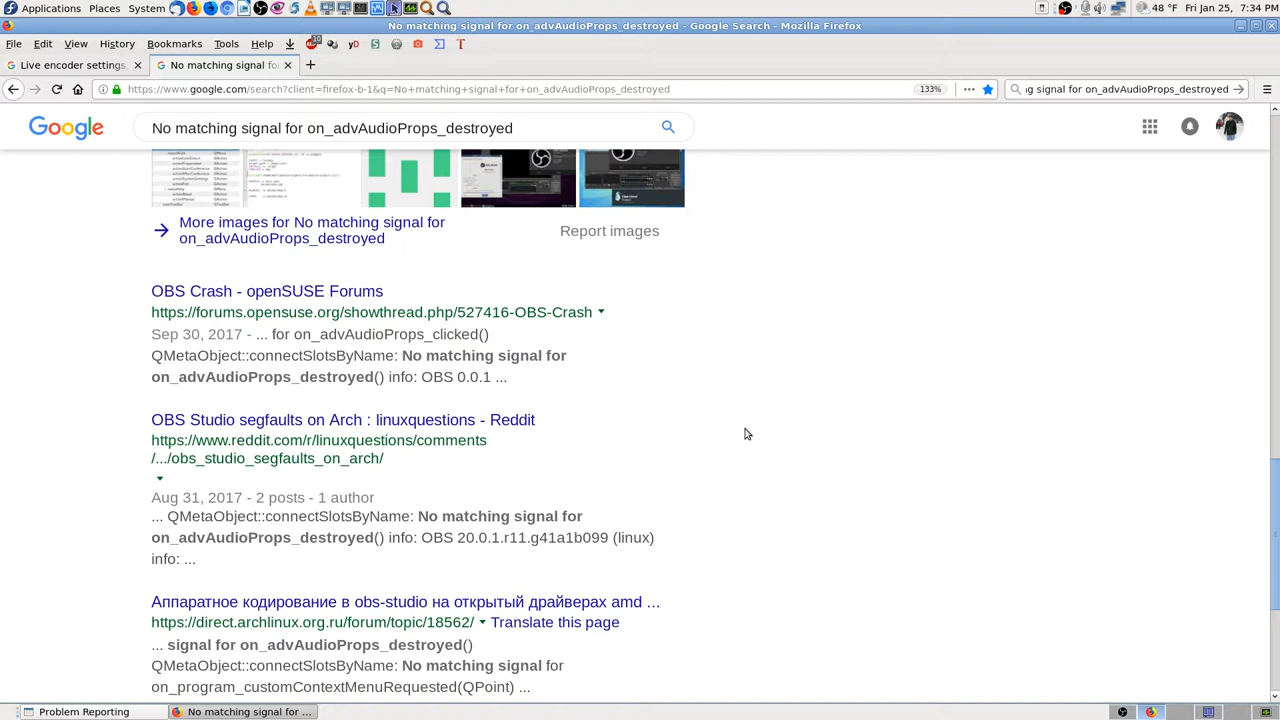 Applications Places System 48 °F Fri Jan 25, 7:34 PM
No matching signal for on_advAudioProps_destroyed - Google Search - Mozilla Firefox
File Edit View History Bookmarks Tools Help 10 yD S T
Live encoder settings, No matching signal fo
https://www.google.com/search?client=firefox-b-1&q=No+matching+signal+for+on_advAudioProps_destroyed 133% signal for on_advAudioProps_destroyed
Google No matching signal for on_advAudioProps_destroyed
More images for No matching signal for
on_advAudioProps_destroyed
Report images
OBS Crash - openSUSE Forums
https://forums.opensuse.org/showthread.php/527416-OBS-Crash
Sep 30, 2017 - ... for on_advAudioProps_clicked()
QMetaObject::connectSlotsByName: No matching signal for
on_advAudioProps_destroyed() info: OBS 0.0.1 ...
OBS Studio segfaults on Arch : linuxquestions - Reddit
https://www.reddit.com/r/linuxquestions/comments
/.../obs_studio_segfaults_on_arch/
Aug 31, 2017 - 2 posts - 1 author
... QMetaObject::connectSlotsByName: No matching signal for
on_advAudioProps_destroyed() info: OBS 20.0.1.r11.g41a1b099 (linux)
info: ...
Аппаратное кодирование в obs-studio на открытый драйверах amd ...
https://direct.archlinux.org.ru/forum/topic/18562/ Translate this page
... signal for on_advAudioProps_destroyed()
QMetaObject::connectSlotsByName: No matching signal for
on_program_customContextMenuRequested(QPoint) ...
Problem Reporting No matching signal for ...